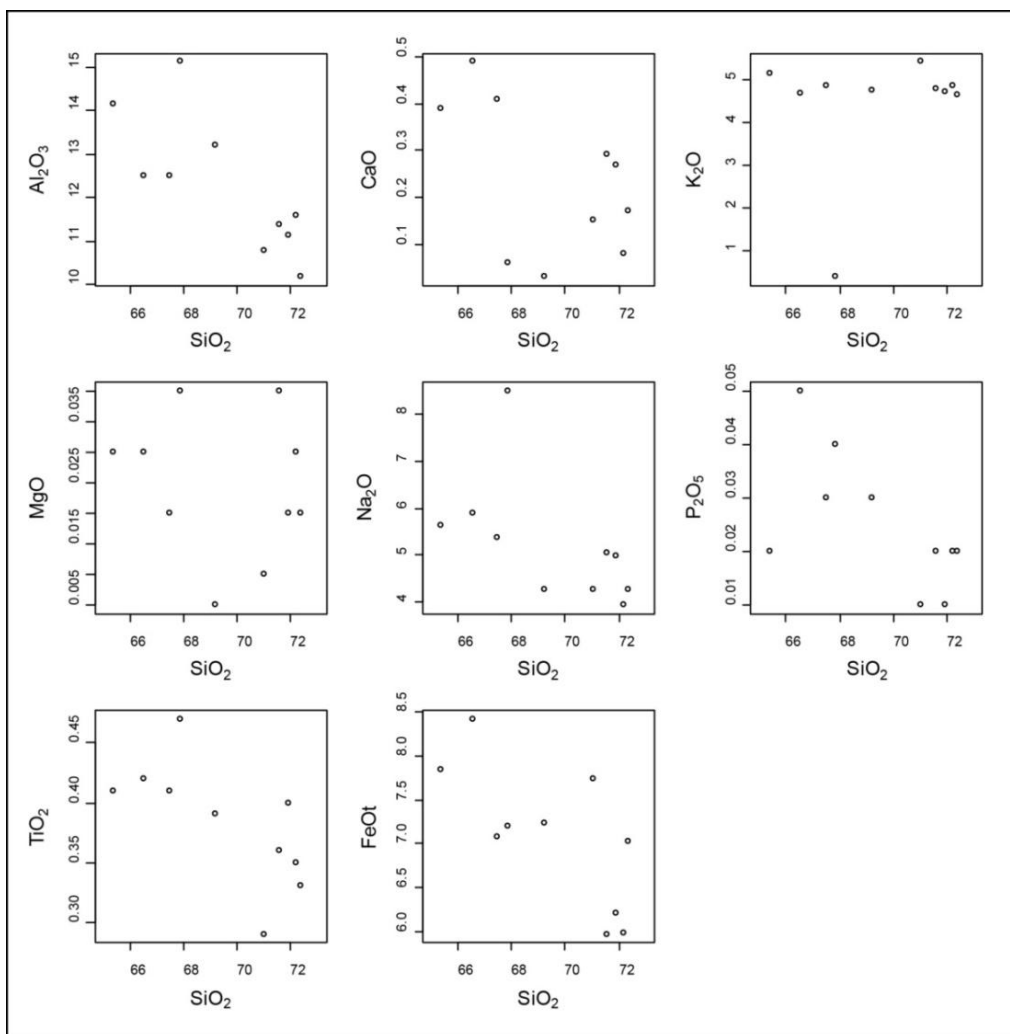 Al₂O₃
15
14
13
12
11
10
66 68 70 72
SiO₂
CaO
0.5
0.4
0.3
0.2
0.1
66 68 70 72
SiO₂
K₂O
5
4
3
2
1
66 68 70 72
SiO₂
MgO
0.035
0.025
0.015
0.005
66 68 70 72
SiO₂
Na₂O
8
7
6
5
4
66 68 70 72
SiO₂
P₂O₅
0.05
0.04
0.03
0.02
0.01
66 68 70 72
SiO₂
TiO₂
0.45
0.40
0.35
0.30
66 68 70 72
SiO₂
FeOt
8.5
8.0
7.5
7.0
6.5
6.0
66 68 70 72
SiO₂